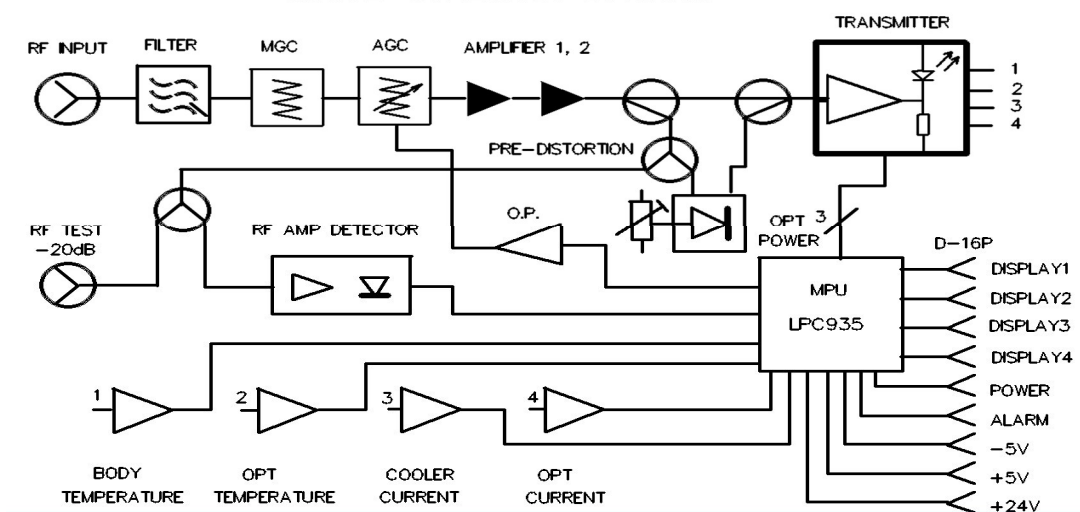 TRANSMITTER
RF INPUT
FILTER
MGC
AGC
AMPLIFIER 1, 2
1
2
3
4
PRE-DISTORTION
RF TEST
-20dB
RF AMP DETECTOR
O.P.
OPT
POWER
3
D-16P
MPU
LPC935
DISPLAY1
DISPLAY2
DISPLAY3
DISPLAY4
POWER
ALARM
-5V
+5V
+24V
1
2
3
4
BODY
TEMPERATURE
OPT
TEMPERATURE
COOLER
CURRENT
OPT
CURRENT